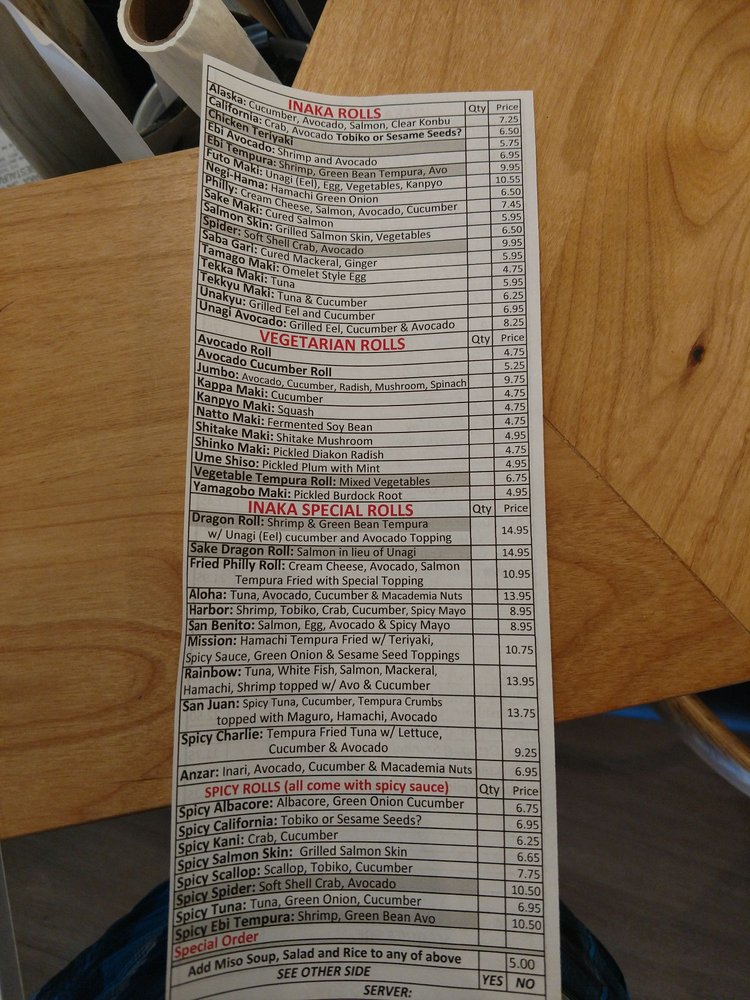 INAKA ROLLS Qty Price
Alaska: Cucumber, Avocado, Salmon, Clear Konbu 7.25
California: Crab, Avocado Tobiko or Sesame Seeds? 6.50
Chicken Teriyaki 5.75
Ebi Avocado: Shrimp and Avocado 6.95
Ebi Tempura: Shrimp, Green Bean Tempura, Avo 9.95
Futo Maki: Unagi (Eel), Egg, Vegetables, Kanpyo 10.55
Negi-Hama: Hamachi Green Onion 6.50
Philly: Cream Cheese, Salmon, Avocado, Cucumber 7.45
Sake Maki: Cured Salmon 5.95
Salmon Skin: Grilled Salmon Skin, Vegetables 6.50
Spider: Soft Shell Crab, Avocado 9.95
Saba Gari: Cured Mackeral, Ginger 5.95
Tamago Maki: Omelet Style Egg 4.75
Tekka Maki: Tuna 5.95
Tekkyu Maki: Tuna & Cucumber 6.25
Unakyu: Grilled Eel and Cucumber 6.95
Unagi Avocado: Grilled Eel, Cucumber & Avocado 8.25
VEGETARIAN ROLLS Qty Price
Avocado Roll 4.75
Avocado Cucumber Roll 5.25
Jumbo: Avocado, Cucumber, Radish, Mushroom, Spinach 9.75
Kappa Maki: Cucumber 4.75
Kanpyo Maki: Squash 4.75
Natto Maki: Fermented Soy Bean 4.75
Shitake Maki: Shitake Mushroom 4.95
Shinko Maki: Pickled Diakon Radish 4.75
Ume Shiso: Pickled Plum with Mint 4.95
Vegetable Tempura Roll: Mixed Vegetables 6.75
Yamagobo Maki: Pickled Burdock Root 4.95
INAKA SPECIAL ROLLS Qty Price
Dragon Roll: Shrimp & Green Bean Tempura
w/ Unagi (Eel) cucumber and Avocado Topping 14.95
Sake Dragon Roll: Salmon in lieu of Unagi 14.95
Fried Philly Roll: Cream Cheese, Avocado, Salmon
Tempura Fried with Special Topping 10.95
Aloha: Tuna, Avocado, Cucumber & Macademia Nuts 13.95
Harbor: Shrimp, Tobiko, Crab, Cucumber, Spicy Mayo 8.95
San Benito: Salmon, Egg, Avocado & Spicy Mayo 8.95
Mission: Hamachi Tempura Fried w/ Teriyaki,
Spicy Sauce, Green Onion & Sesame Seed Toppings 10.75
Rainbow: Tuna, White Fish, Salmon, Mackeral,
Hamachi, Shrimp topped w/ Avo & Cucumber 13.95
San Juan: Spicy Tuna, Cucumber, Tempura Crumbs
topped with Maguro, Hamachi, Avocado 13.75
Spicy Charlie: Tempura Fried Tuna w/ Lettuce,
Cucumber & Avocado 9.25
Anzar: Inari, Avocado, Cucumber & Macademia Nuts 6.95
SPICY ROLLS (all come with spicy sauce) Qty Price
Spicy Albacore: Albacore, Green Onion Cucumber 6.75
Spicy California: Tobiko or Sesame Seeds? 6.95
Spicy Kani: Crab, Cucumber 6.25
Spicy Salmon Skin: Grilled Salmon Skin 6.65
Spicy Scallop: Scallop, Tobiko, Cucumber 7.75
Spicy Spider: Soft Shell Crab, Avocado 10.50
Spicy Tuna: Tuna, Green Onion, Cucumber 6.95
Spicy Ebi Tempura: Shrimp, Green Bean Avo 10.50
Special Order
Add Miso Soup, Salad and Rice to any of above 5.00
SEE OTHER SIDE YES NO
SERVER: